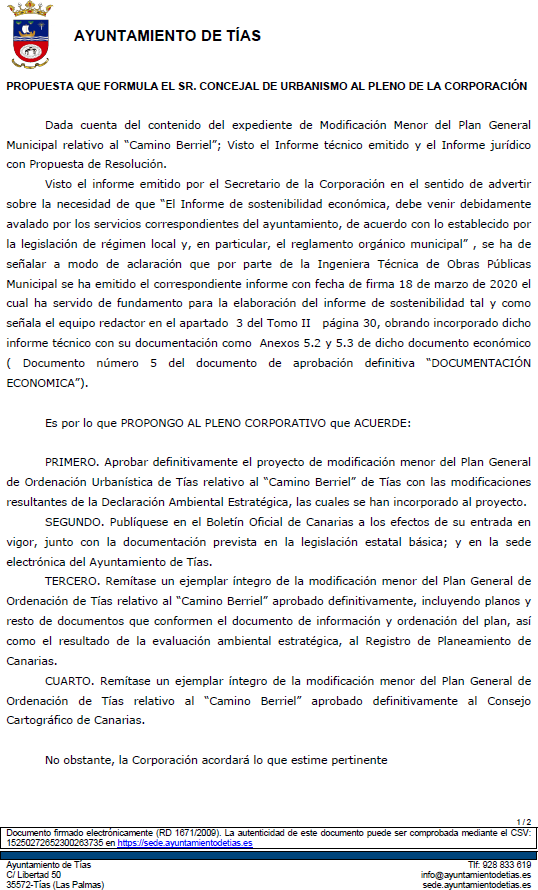 AYUNTAMIENTO DE TÍAS
PROPUESTA QUE FORMULA EL SR. CONCEJAL DE URBANISMO AL PLENO DE LA CORPORACIÓN
Dada cuenta del contenido del expediente de Modificación Menor del Plan General
Municipal relativo al “Camino Berriel”; Visto el Informe técnico emitido y el Informe jurídico
con Propuesta de Resolución.
Visto el informe emitido por el Secretario de la Corporación en el sentido de advertir
sobre la necesidad de que “El Informe de sostenibilidad económica, debe venir debidamente
avalado por los servicios correspondientes del ayuntamiento, de acuerdo con lo establecido por
la legislación de régimen local y, en particular, el reglamento orgánico municipal” , se ha de
señalar a modo de aclaración que por parte de la Ingeniera Técnica de Obras Públicas
Municipal se ha emitido el correspondiente informe con fecha de firma 18 de marzo de 2020 el
cual ha servido de fundamento para la elaboración del informe de sostenibilidad tal y como
señala el equipo redactor en el apartado 3 del Tomo II página 30, obrando incorporado dicho
informe técnico con su documentación como Anexos 5.2 y 5.3 de dicho documento económico
( Documento número 5 del documento de aprobación definitiva “DOCUMENTACIÓN
ECONOMICA”).
Es por lo que PROPONGO AL PLENO CORPORATIVO que ACUERDE:
PRIMERO. Aprobar definitivamente el proyecto de modificación menor del Plan General
de Ordenación Urbanística de Tías relativo al “Camino Berriel” de Tías con las modificaciones
resultantes de la Declaración Ambiental Estratégica, las cuales se han incorporado al proyecto.
SEGUNDO. Publíquese en el Boletín Oficial de Canarias a los efectos de su entrada en
vigor, junto con la documentación prevista en la legislación estatal básica; y en la sede
electrónica del Ayuntamiento de Tías.
TERCERO. Remítase un ejemplar íntegro de la modificación menor del Plan General de
Ordenación de Tías relativo al “Camino Berriel” aprobado definitivamente, incluyendo planos y
resto de documentos que conformen el documento de información y ordenación del plan, así
como el resultado de la evaluación ambiental estratégica, al Registro de Planeamiento de
Canarias.
CUARTO. Remítase un ejemplar íntegro de la modificación menor del Plan General de
Ordenación de Tías relativo al “Camino Berriel” aprobado definitivamente al Consejo
Cartográfico de Canarias.
No obstante, la Corporación acordará lo que estime pertinente
1 / 2
Documento firmado electrónicamente (RD 1671/2009). La autenticidad de este documento puede ser comprobada mediante el CSV:
15250272652300263735 en https://sede.ayuntamientodetias.es
Ayuntamiento de Tías Tlf: 928 833 619
C/ Libertad 50 info@ayuntamientodetias.es
35572-Tías (Las Palmas) sede.ayuntamientodetias.es